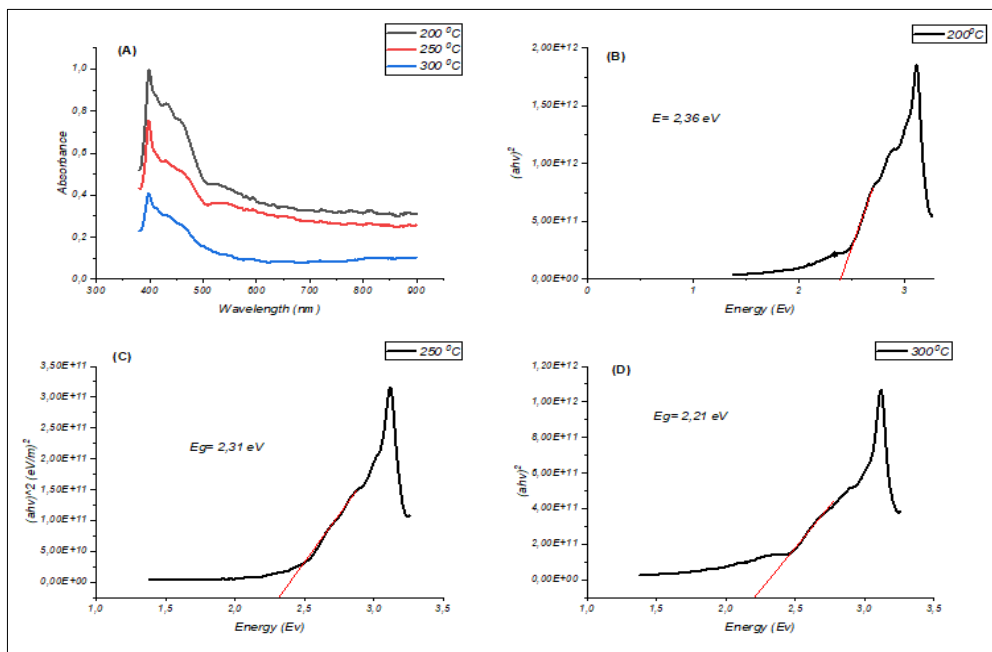 (A)
200 ⁰C
250 ⁰C
300 ⁰C
1,0
0,8
0,6
0,4
0,2
0,0
Absorbance
300 400 500 600 700 800 900
Wavelength (nm)
(B)
200⁰C
E= 2,36 eV
2,00E+12
1,50E+12
1,00E+12
5,00E+11
0,00E+00
(ahv)²
0 1 2 3
Energy (Ev)
(C)
250 ⁰C
Eg= 2,31 eV
3,50E+11
3,00E+11
2,50E+11
2,00E+11
1,50E+11
1,00E+11
5,00E+10
0,00E+00
(ahv)^2 (eV/m)²
1,0 1,5 2,0 2,5 3,0 3,5
Energy (Ev)
(D)
300⁰C
Eg= 2,21 eV
1,20E+12
1,00E+12
8,00E+11
6,00E+11
4,00E+11
2,00E+11
0,00E+00
(ahv)²
1,0 1,5 2,0 2,5 3,0 3,5
Energy (Ev)